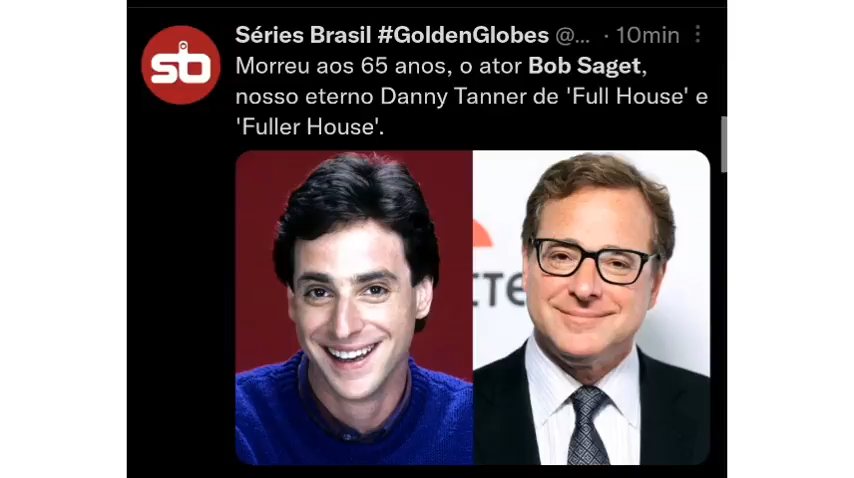 sb
Séries Brasil #GoldenGlobes @... · 10min
Morreu aos 65 anos, o ator Bob Saget,
nosso eterno Danny Tanner de 'Full House' e
'Fuller House'.